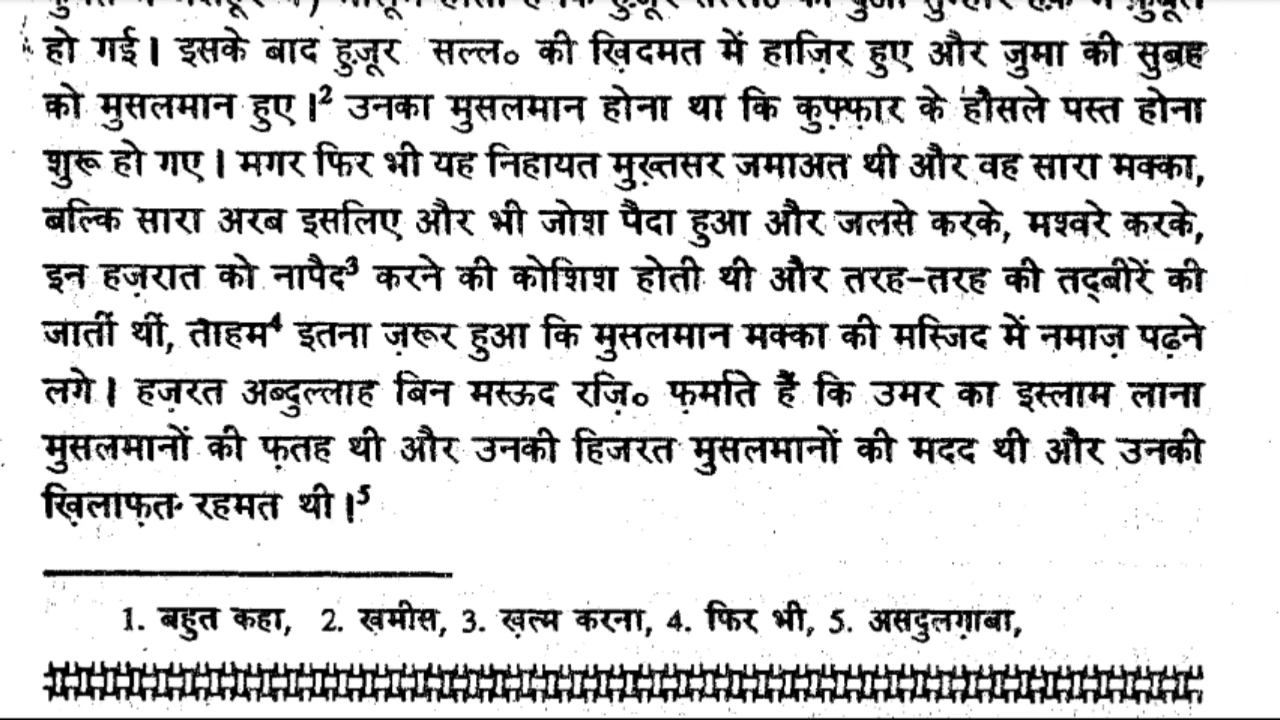 हो गई। इसके बाद हुज़ूर सल्ल० की ख़िदमत में हाज़िर हुए और जुमा की सुबह
को मुसलमान हुए।² उनका मुसलमान होना था कि कुफ़्फ़ार के हौसले पस्त होना
शुरू हो गए। मगर फिर भी यह निहायत मुख़्तसर जमाअत थी और वह सारा मक्का,
बल्कि सारा अरब इसलिए और भी जोश पैदा हुआ और जलसे करके, मश्वरे करके,
इन हज़रात को नापैद³ करने की कोशिश होती थी और तरह-तरह की तद्बीरें की
जातीं थीं, ताहम⁴ इतना ज़रूर हुआ कि मुसलमान मक्का की मस्जिद में नमाज़ पढ़ने
लगे। हज़रत अब्दुल्लाह बिन मस्ऊद रज़ि० फ़र्माते हैं कि उमर का इस्लाम लाना
मुसलमानों की फ़तह थी और उनकी हिजरत मुसलमानों की मदद थी और उनकी
ख़िलाफ़त रहमत थी।⁵
1. बहुत कहा, 2. खमीस, 3. ख़त्म करना, 4. फिर भी, 5. असदुलग़ाबा,